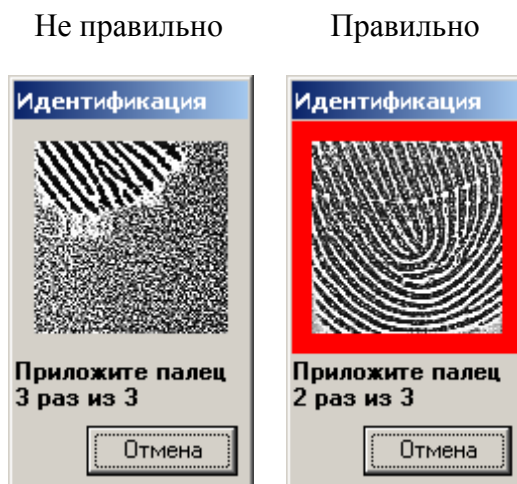 Не правильно
Правильно
Идентификация
Приложите палец
3 раз из 3
Отмена
Идентификация
Приложите палец
2 раз из 3
Отмена